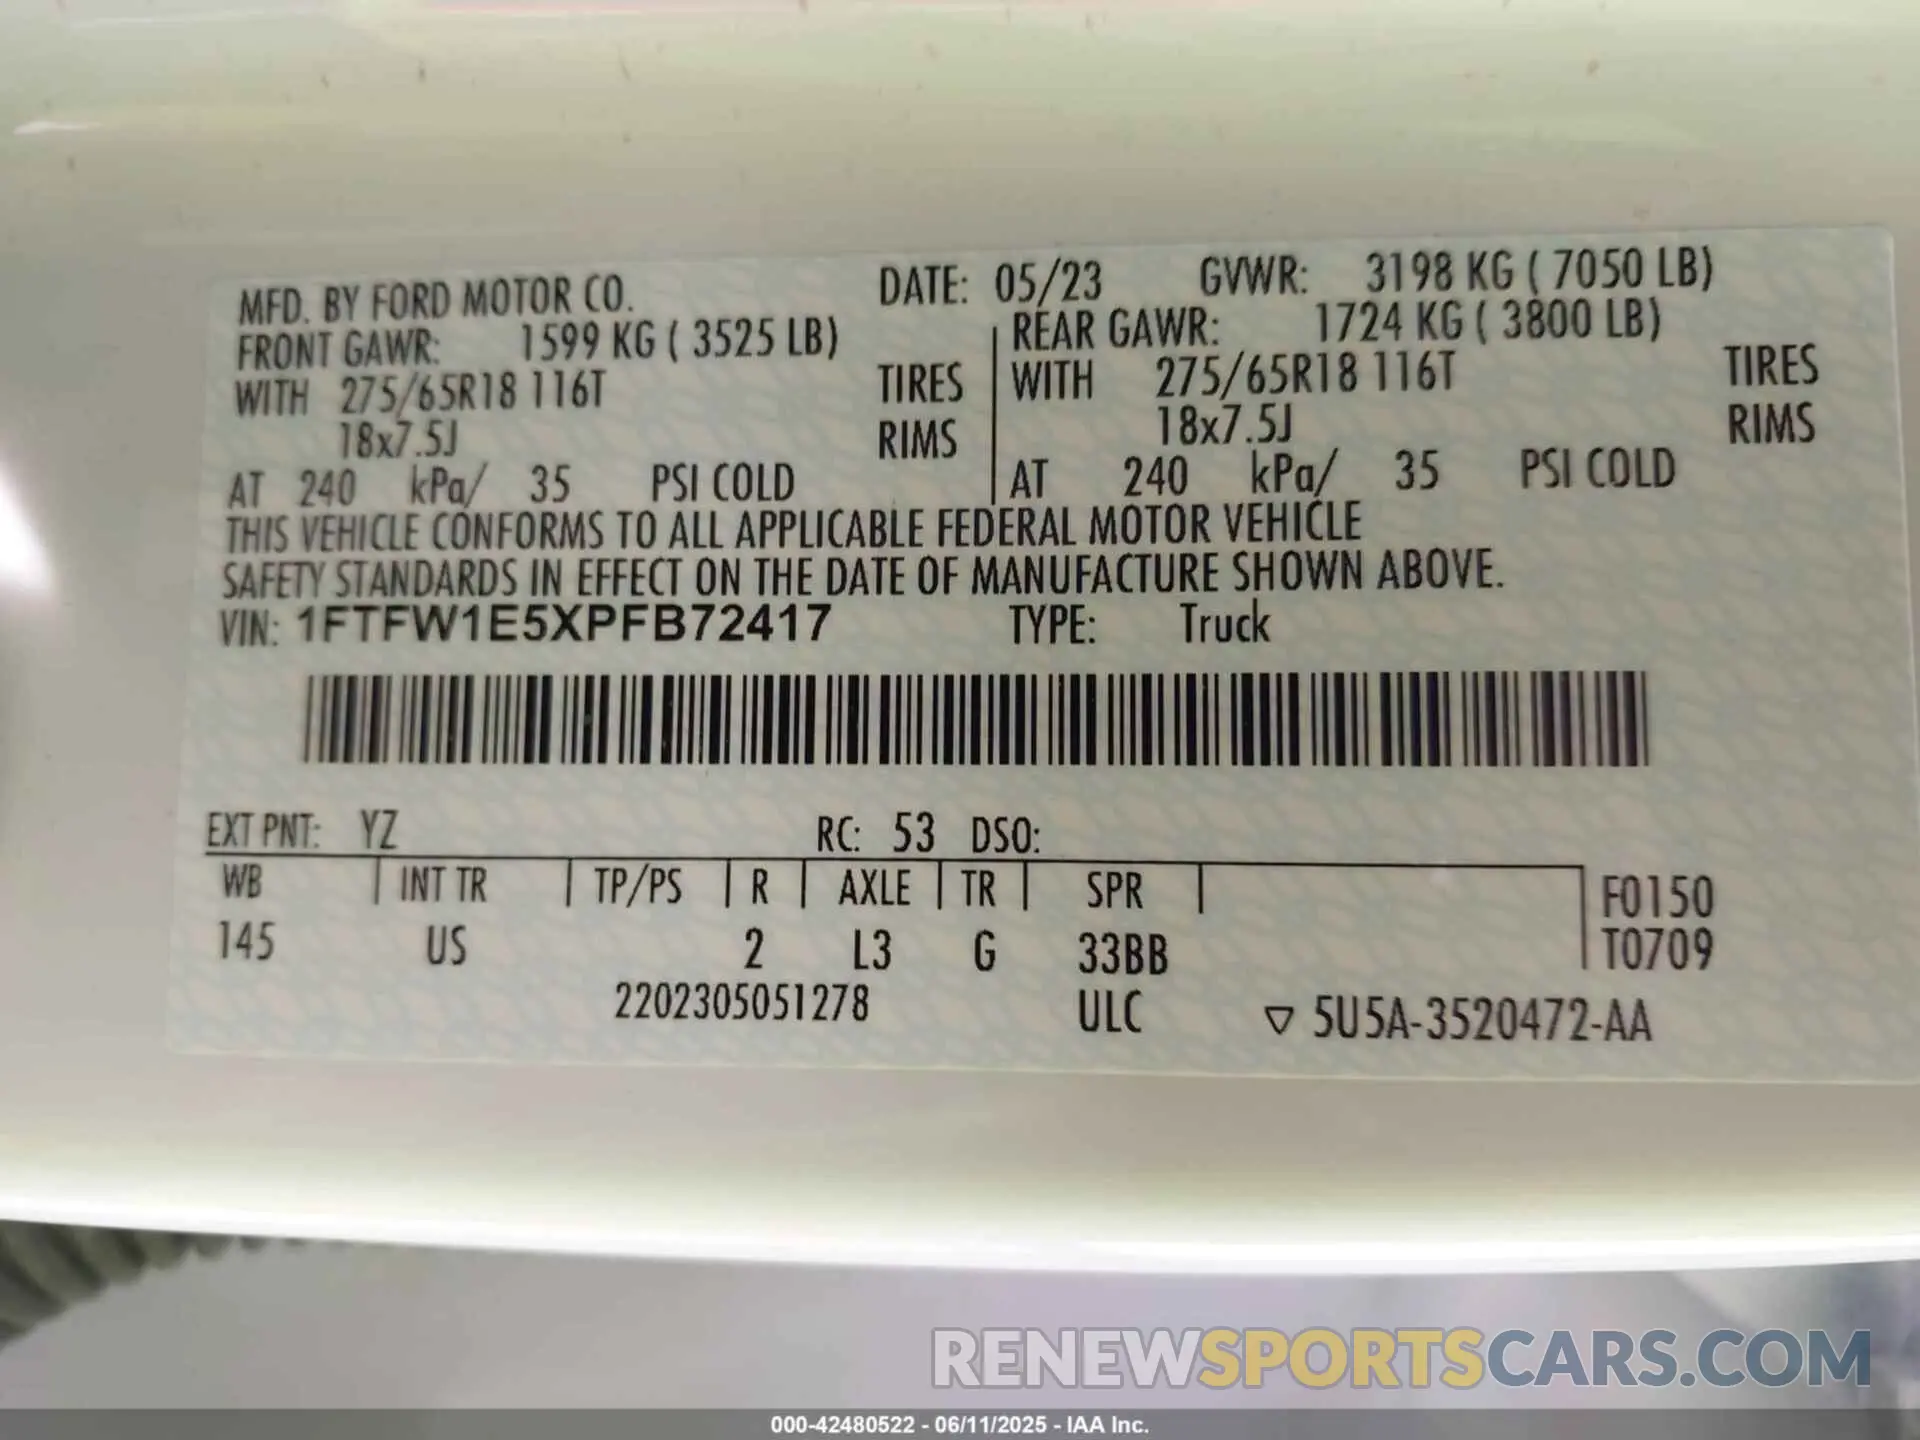 MFD. BY FORD MOTOR CO. DATE: 05/23 GVWR: 3198 KG ( 7050 LB)
FRONT GAWR: 1599 KG ( 3525 LB) REAR GAWR: 1724 KG ( 3800 LB)
WITH 275/65R18 116T TIRES WITH 275/65R18 116T TIRES
18x7.5J RIMS 18x7.5J RIMS
AT 240 kPa/ 35 PSI COLD AT 240 kPa/ 35 PSI COLD
THIS VEHICLE CONFORMS TO ALL APPLICABLE FEDERAL MOTOR VEHICLE
SAFETY STANDARDS IN EFFECT ON THE DATE OF MANUFACTURE SHOWN ABOVE.
VIN: 1FTFW1E5XPFB72417 TYPE: Truck
EXT PNT: YZ RC: 53 DSO:
WB INT TR TP/PS R AXLE TR SPR F0150
145 US 2 L3 G 33BB T0709
2202305051278 ULC ▽ 5U5A-3520472-AA
RENEWSPORTSCARS.COM
000-42480522 - 06/11/2025 - IAA Inc.